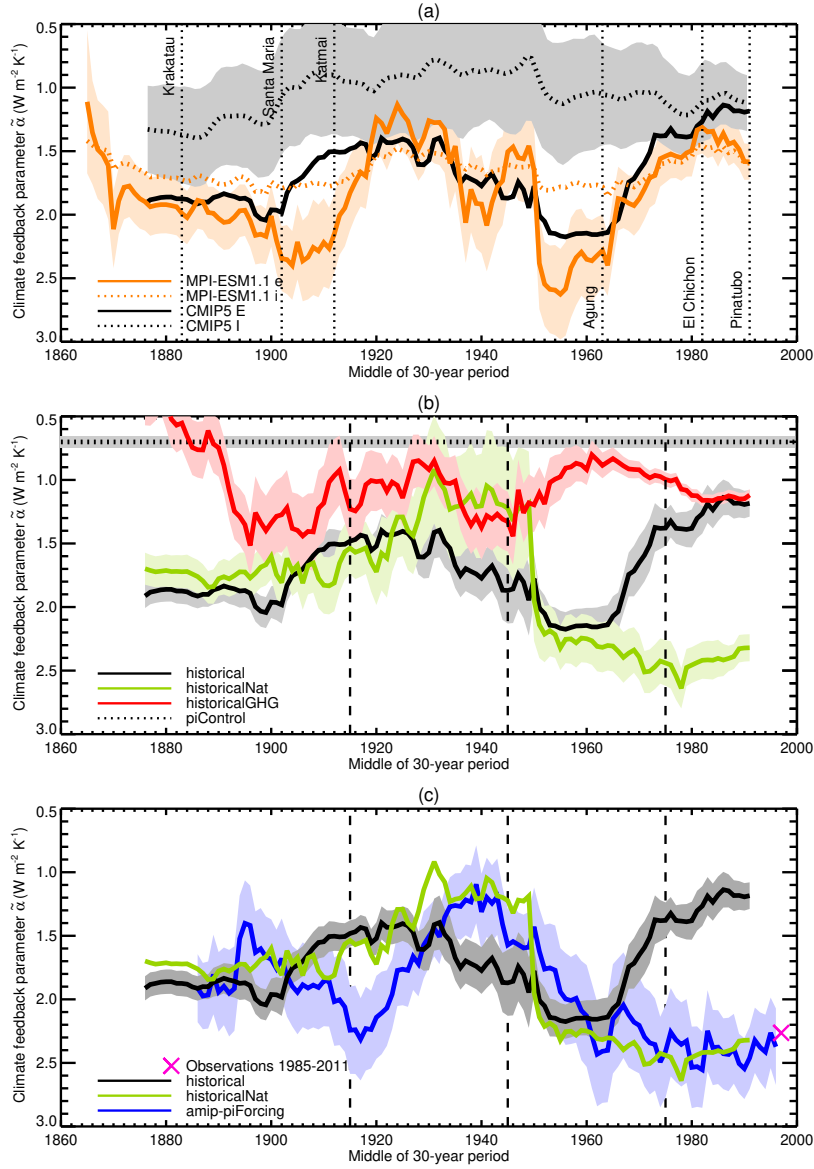 (a)
0.5
1.0
1.5
2.0
2.5
3.0
Climate feedback parameter α̃ (W m⁻² K⁻¹)
Krakatau
Santa Maria
Katmai
Agung
El Chichon
Pinatubo
MPI-ESM1.1 e
MPI-ESM1.1 i
CMIP5 E
CMIP5 I
1860 1880 1900 1920 1940 1960 1980 2000
Middle of 30-year period
(b)
0.5
1.0
1.5
2.0
2.5
3.0
Climate feedback parameter α̃ (W m⁻² K⁻¹)
historical
historicalNat
historicalGHG
piControl
1860 1880 1900 1920 1940 1960 1980 2000
Middle of 30-year period
(c)
0.5
1.0
1.5
2.0
2.5
3.0
Climate feedback parameter α̃ (W m⁻² K⁻¹)
Observations 1985-2011
historical
historicalNat
amip-piForcing
1860 1880 1900 1920 1940 1960 1980 2000
Middle of 30-year period